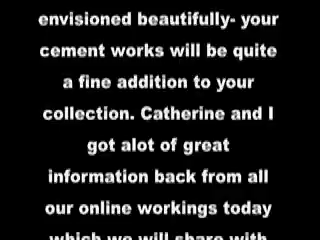 envisioned beautifully- your
cement works will be quite
a fine addition to your
collection. Catherine and I
got alot of great
information back from all
our online workings today
which we will share with